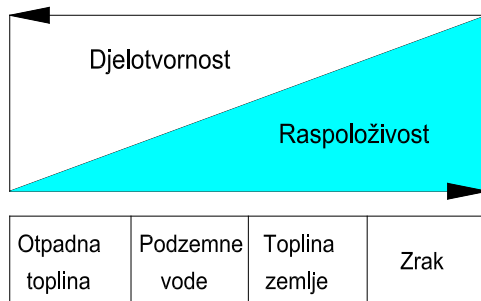 Djelotvornost
Raspoloživost
Otpadna
toplina
Podzemne
vode
Toplina
zemlje
Zrak